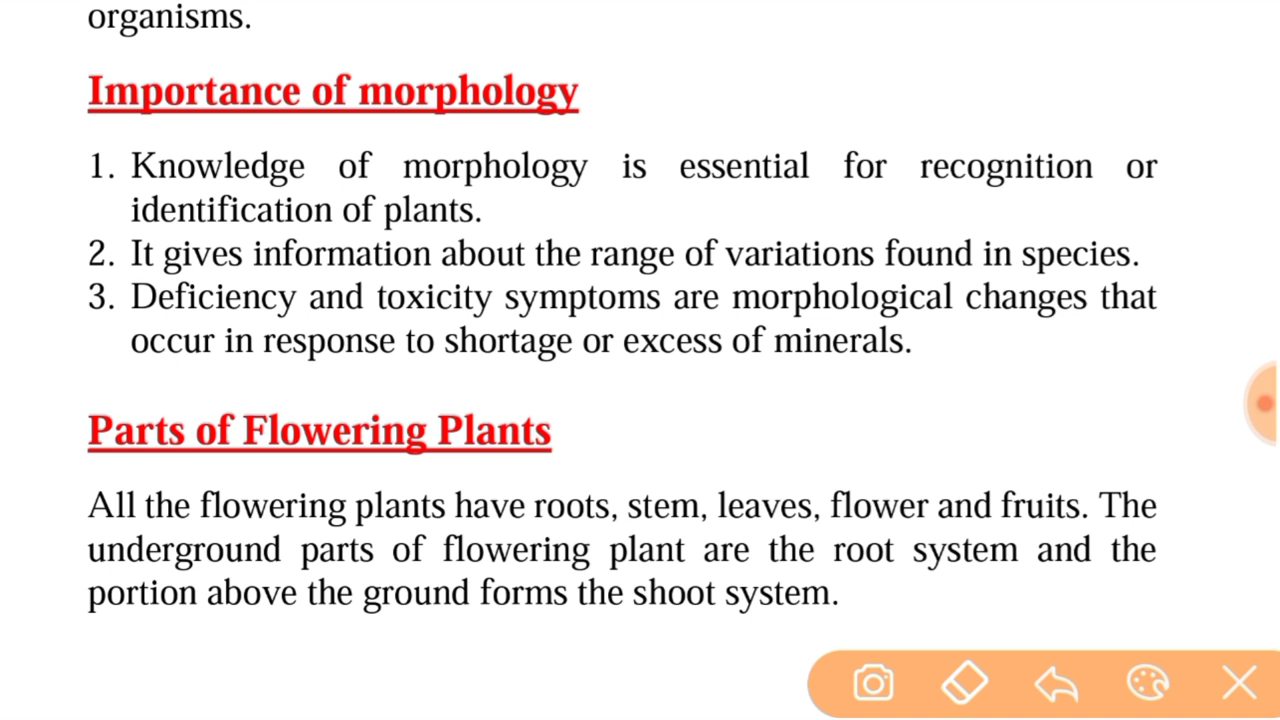 organisms.
Importance of morphology
1. Knowledge of morphology is essential for recognition or
identification of plants.
2. It gives information about the range of variations found in species.
3. Deficiency and toxicity symptoms are morphological changes that
occur in response to shortage or excess of minerals.
Parts of Flowering Plants
All the flowering plants have roots, stem, leaves, flower and fruits. The
underground parts of flowering plant are the root system and the
portion above the ground forms the shoot system.